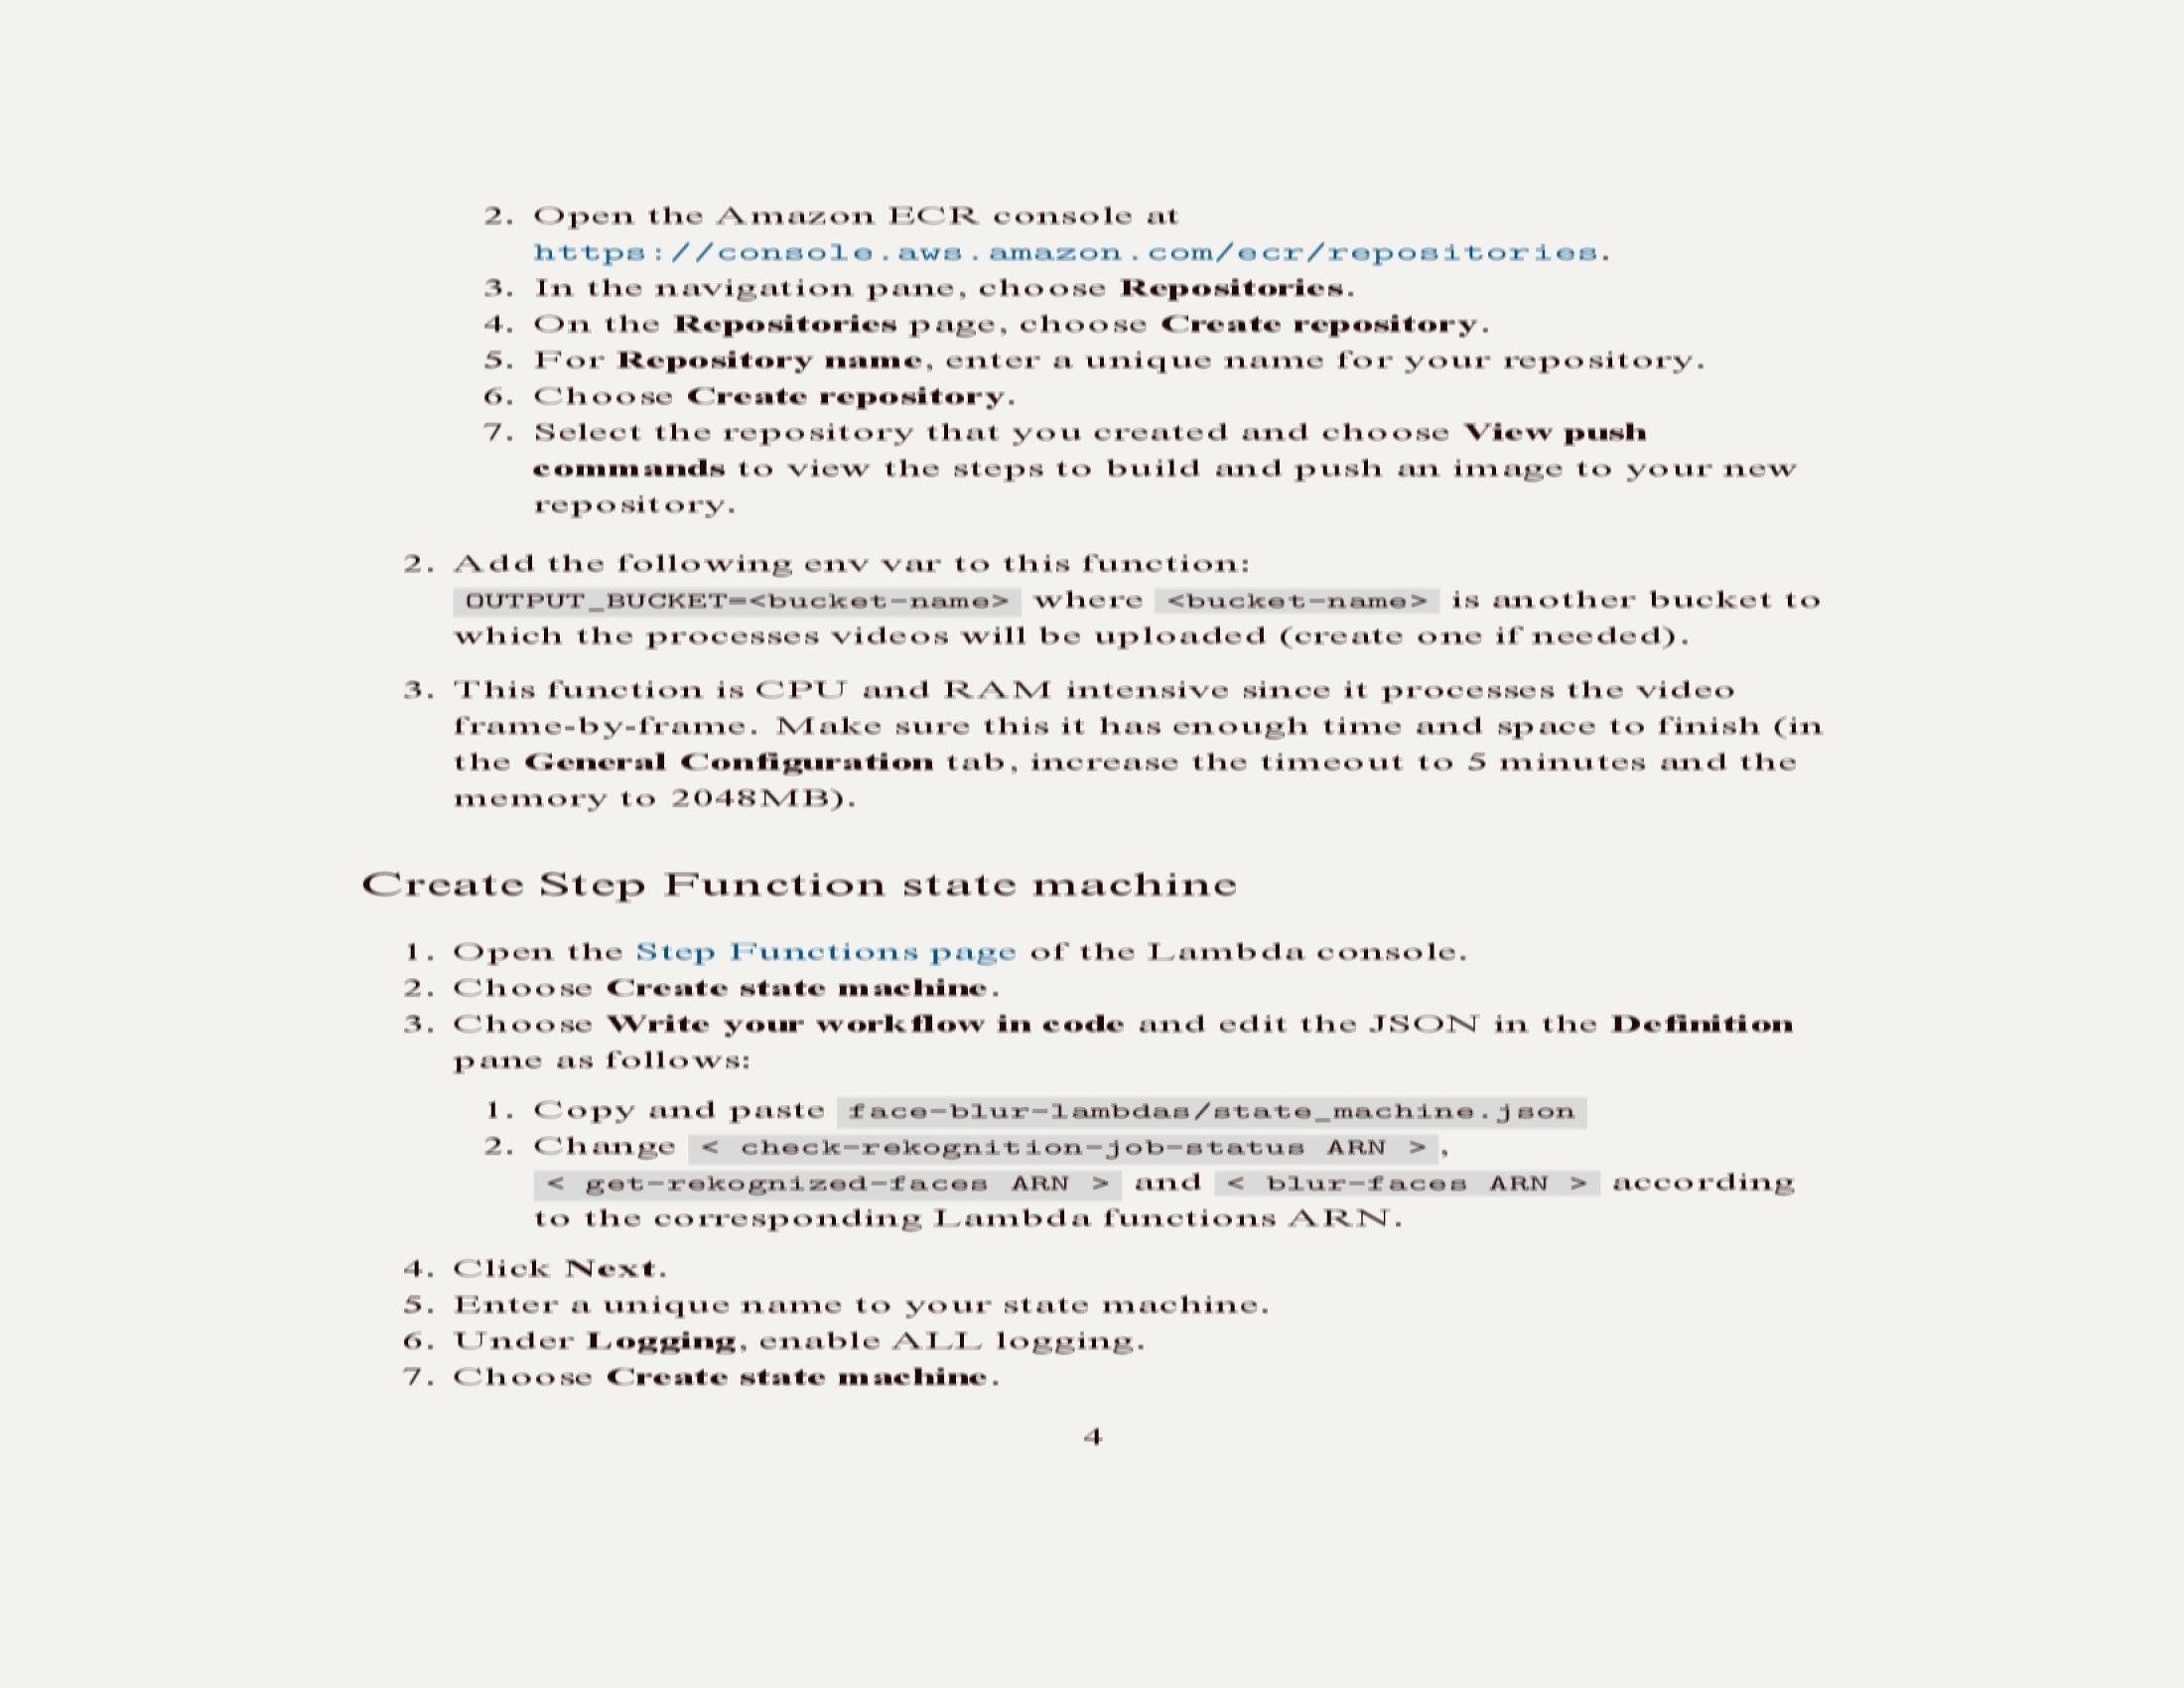 2. Open the Amazon ECR console at
https://console.aws.amazon.com/ecr/repositories.
3. In the navigation pane, choose Repositories.
4. On the Repositories page, choose Create repository.
5. For Repository name, enter a unique name for your repository.
6. Choose Create repository.
7. Select the repository that you created and choose View push
commands to view the steps to build and push an image to your new
repository.
2. Add the following env var to this function:
OUTPUT_BUCKET=<bucket-name> where <bucket-name> is another bucket to
which the processes videos will be uploaded (create one if needed).
3. This function is CPU and RAM intensive since it processes the video
frame-by-frame. Make sure this it has enough time and space to finish (in
the General Configuration tab, increase the timeout to 5 minutes and the
memory to 2048MB).
Create Step Function state machine
1. Open the Step Functions page of the Lambda console.
2. Choose Create state machine.
3. Choose Write your workflow in code and edit the JSON in the Definition
pane as follows:
1. Copy and paste face-blur-lambdas/state_machine.json
2. Change < check-rekognition-job-status ARN >,
< get-rekognized-faces ARN > and < blur-faces ARN > according
to the corresponding Lambda functions ARN.
4. Click Next.
5. Enter a unique name to your state machine.
6. Under Logging, enable ALL logging.
7. Choose Create state machine.
4